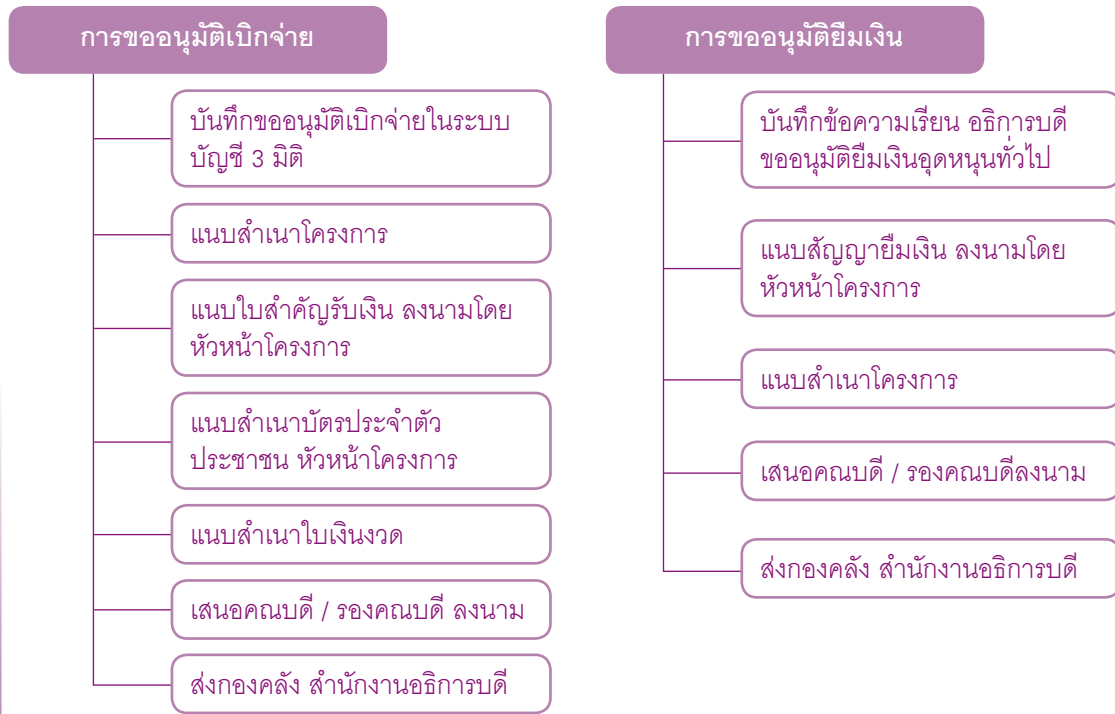 การขออนุมัติเบิกจ่าย
บันทึกขออนุมัติเบิกจ่ายในระบบ
บัญชี 3 มิติ
แนบสำเนาโครงการ
แนบใบสำคัญรับเงิน ลงนามโดย
หัวหน้าโครงการ
แนบสำเนาบัตรประจำตัว
ประชาชน หัวหน้าโครงการ
แนบสำเนาใบเงินงวด
เสนอคณบดี / รองคณบดี ลงนาม
ส่งกองคลัง สำนักงานอธิการบดี
การขออนุมัติยืมเงิน
บันทึกข้อความเรียน อธิการบดี
ขออนุมัติยืมเงินอุดหนุนทั่วไป
แนบสัญญายืมเงิน ลงนามโดย
หัวหน้าโครงการ
แนบสำเนาโครงการ
เสนอคณบดี / รองคณบดีลงนาม
ส่งกองคลัง สำนักงานอธิการบดี